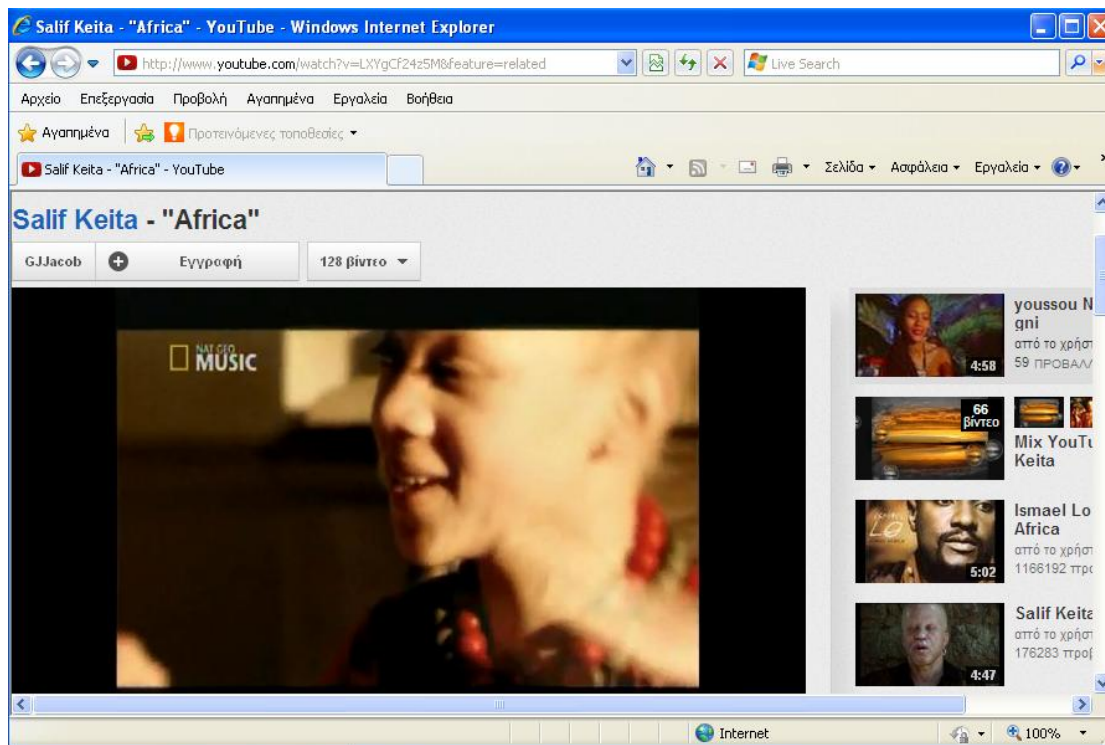 Salif Keita - "Africa" - YouTube - Windows Internet Explorer
http://www.youtube.com/watch?v=LXYgCf24z5M&feature=related
Live Search
Αρχείο Επεξεργασία Προβολή Αγαπημένα Εργαλεία Βοήθεια
Αγαπημένα Προτεινόμενες τοποθεσίες
Salif Keita - "Africa" - YouTube
Σελίδα Ασφάλεια Εργαλεία
Salif Keita - "Africa"
GJJacob Εγγραφή 128 βίντεο
NAT GEO
MUSIC
youssou N
gni
από το χρήστ
59 ΠΡΟΒΑΛ
4:58
66
βίντεο
Mix YouTu
Keita
Ismael Lo
Africa
από το χρήστ
1166192 προ
ISMAEL
LO
5:02
Salif Keita
από το χρήστ
176283 προβ
4:47
Internet 100%